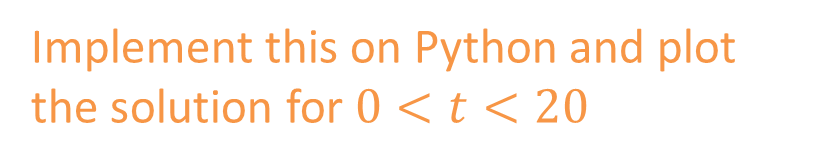 Implement this on Python and plot
the solution for 0 < t < 20